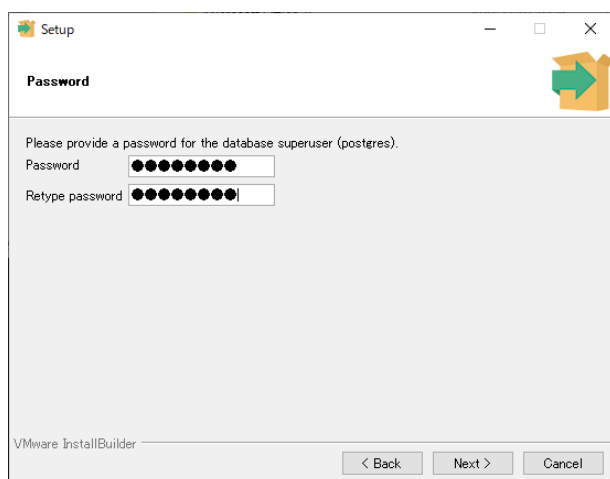 Setup
Password
Please provide a password for the database superuser (postgres).
Password ●●●●●●●●
Retype password ●●●●●●●●
VMware InstallBuilder
< Back Next > Cancel